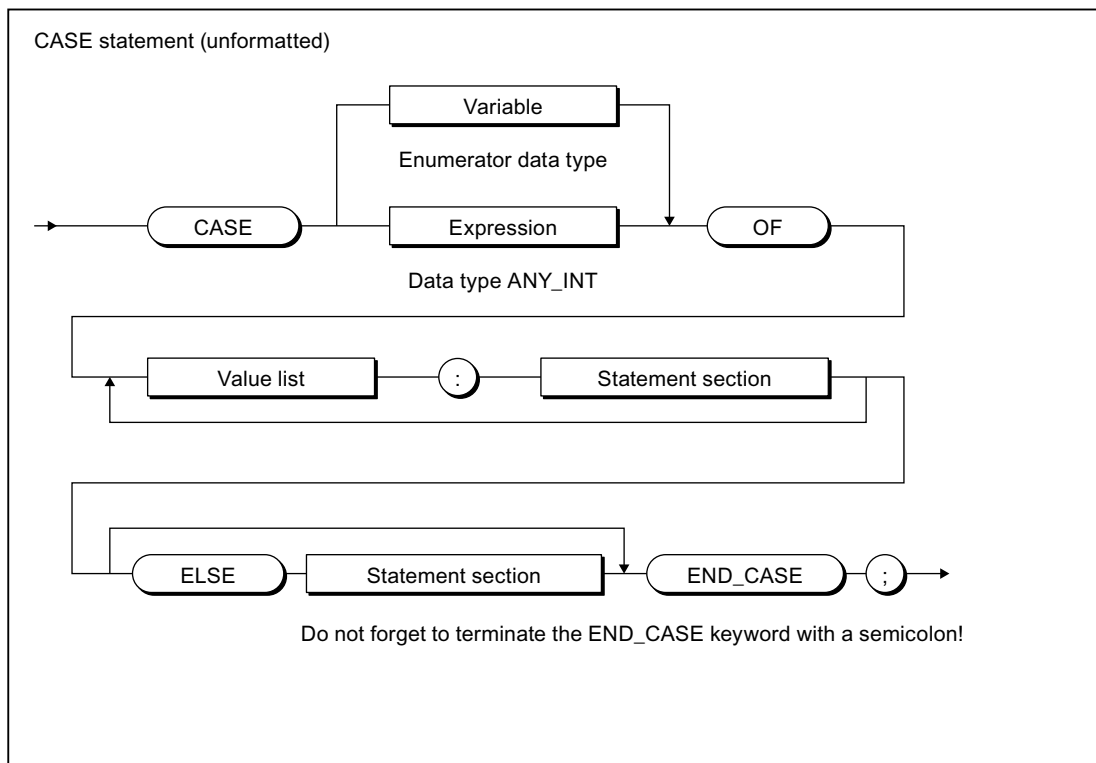 CASE statement (unformatted)
Variable
Enumerator data type
CASE
Expression
OF
Data type ANY_INT
Value list
:
Statement section
ELSE
Statement section
END_CASE
;
Do not forget to terminate the END_CASE keyword with a semicolon!